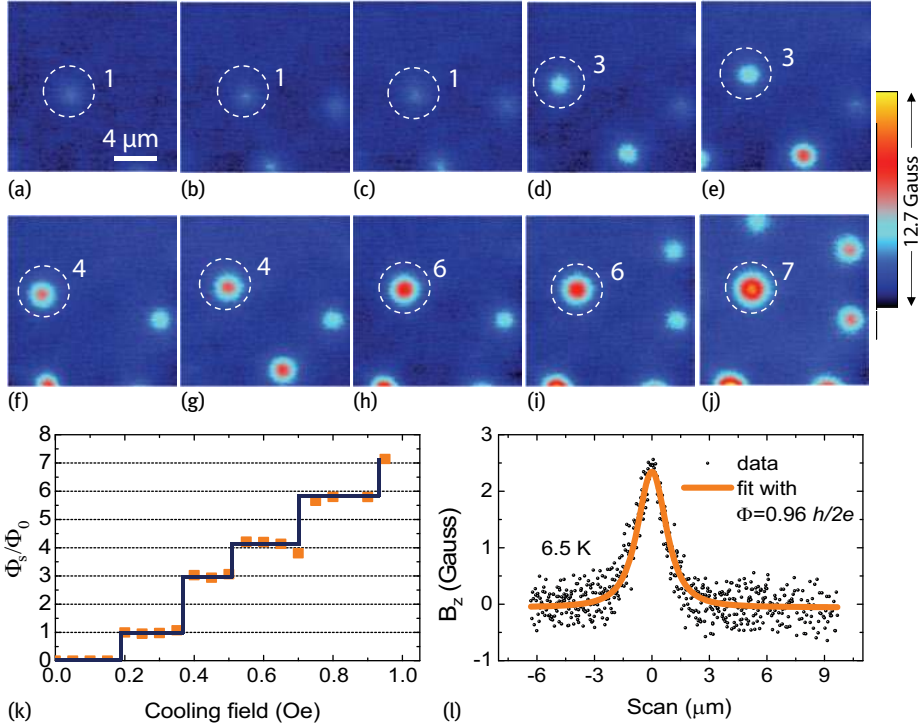 1
1
1
3
3
4 μm
12.7 Gauss
(a)
(b)
(c)
(d)
(e)
4
4
6
6
7
(f)
(g)
(h)
(i)
(j)
8
7
6
5
4
3
2
1
0
Φs/Φ0
0.0 0.2 0.4 0.6 0.8 1.0
(k)
Cooling field (Oe)
3
2
1
0
-1
Bz (Gauss)
data
fit with
Φ=0.96 h/2e
6.5 K
-6 -3 0 3 6 9
(l)
Scan (μm)